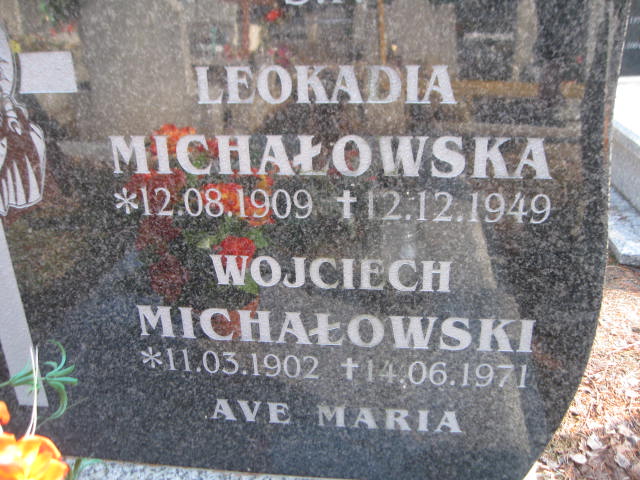 LEOKADIA
MICHAŁOWSKA
*12.08.1909 †12.12.1949
WOJCIECH
MICHAŁOWSKI
*11.03.1902 †14.06.1971
AVE MARIA